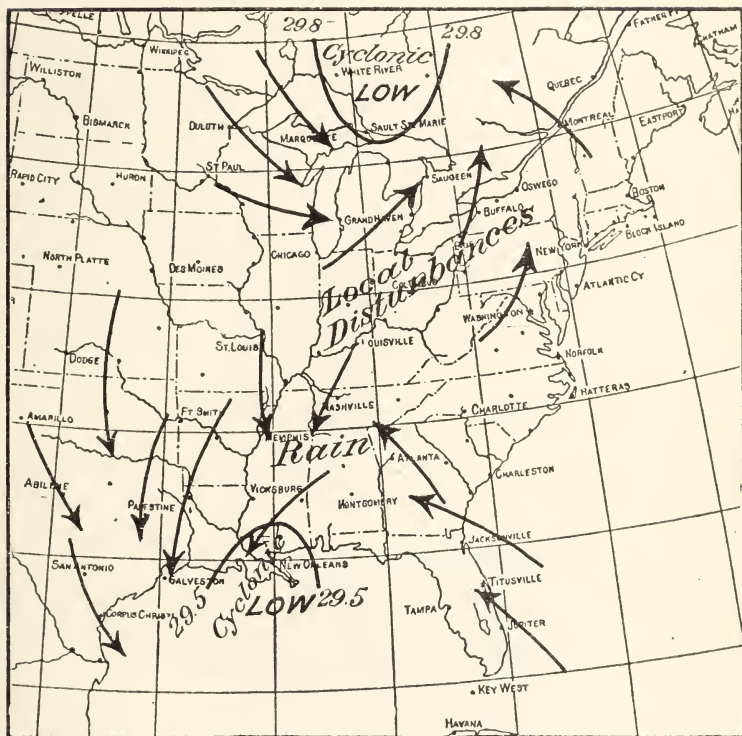 29.8
29.8
Cyclonic
WHITE RIVER
LOW
FATHER PT
CHATHAM
WINNIPEG
WILLISTON
QUEBEC
BISMARCK
DULUTH
MARQUETTE
SAULT STE MARIE
MONTREAL
EASTPORT
RAPID CITY
HURON
ST PAUL
SAUGEEN
OSWEGO
BOSTON
GRANDHAVEN
BUFFALO
BLOCK ISLAND
CHICAGO
ERIE
NEW YORK
NORTH PLATTE
DES MOINES
Local
Disturbances
COLUMBUS
ATLANTIC CY
WASHINGTON
DODGE
ST. LOUIS
LOUISVILLE
NORFOLK
HATTERAS
AMARILLO
FT SMITH
NASHVILLE
CHARLOTTE
MEMPHIS
Rain
ATLANTA
ABILENE
PALESTINE
VICKSBURG
MONTGOMERY
CHARLESTON
SAN ANTONIO
GALVESTON
NEW ORLEANS
JACKSONVILLE
TITUSVILLE
CORPUS CHRISTI
29.5
Cyclonic
LOW
29.5
TAMPA
JUPITER
KEY WEST
HAVANA